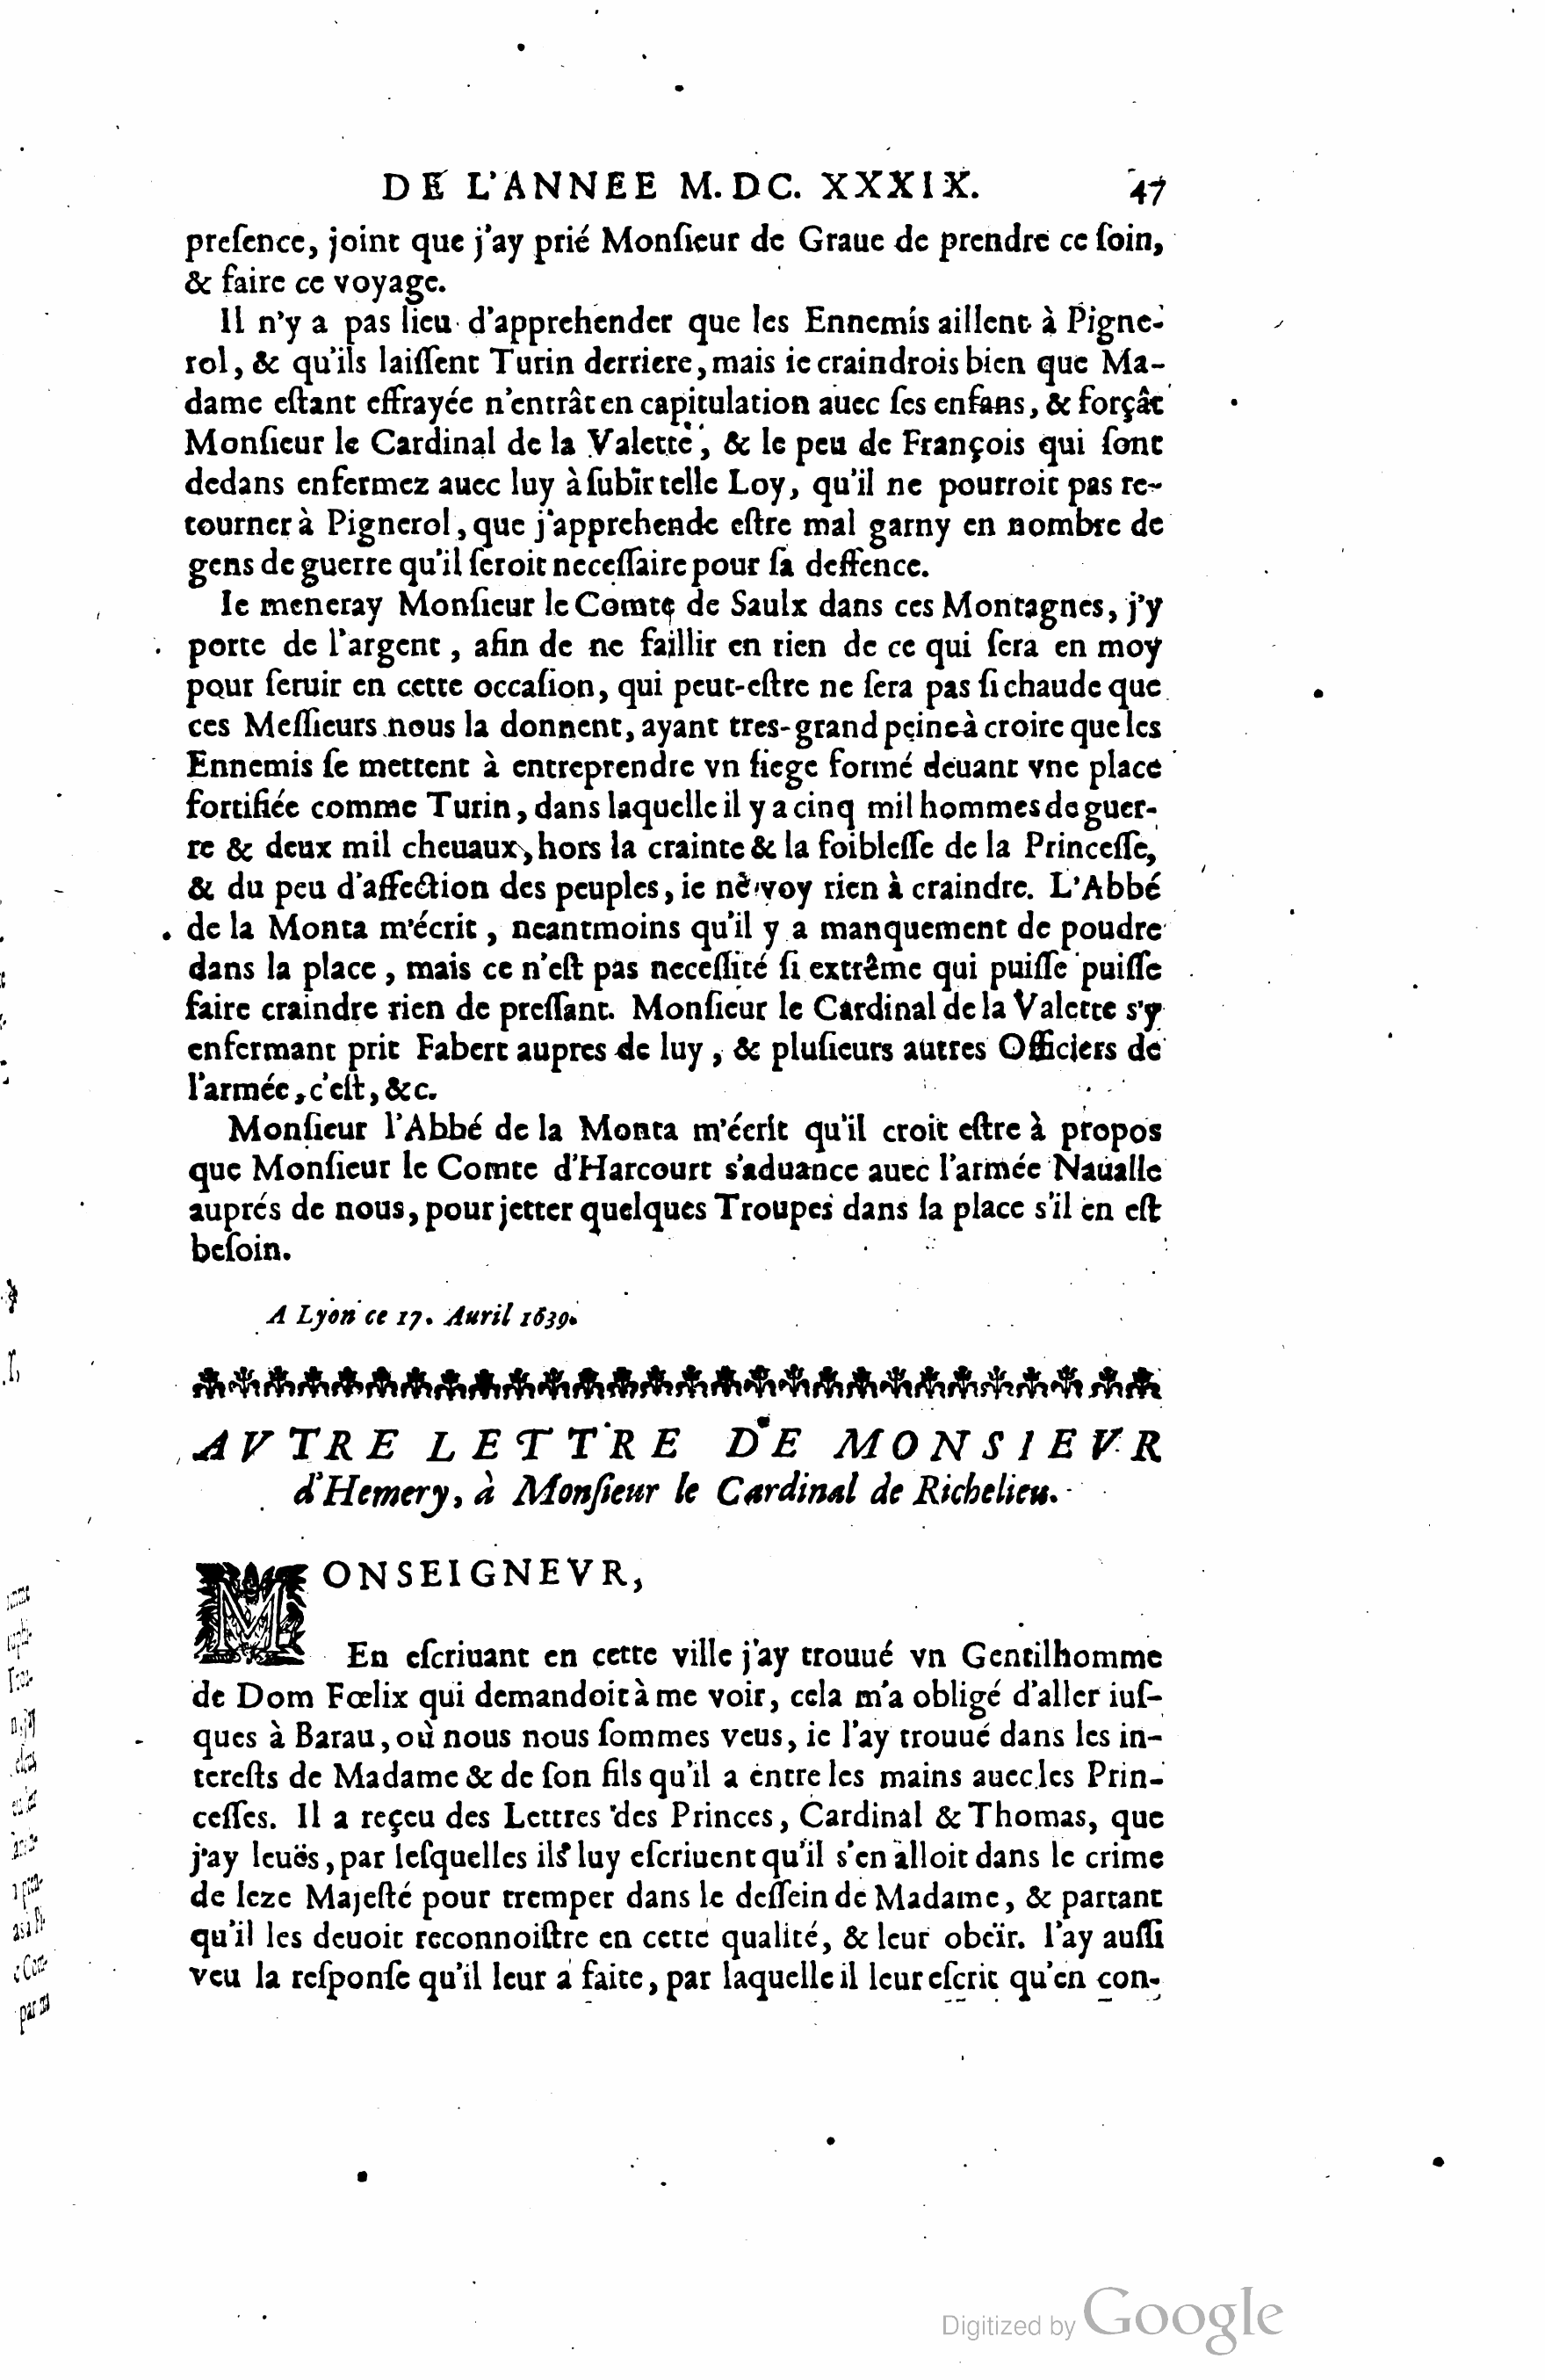 DE L'ANNEE M. DC. XXXIX. 47
preſence, joint que j'ay prié Monſieur de Graue de prendre ce ſoin,
& faire ce voyage.
Il n'y a pas lieu d'apprehender que les Ennemis aillent à Pigne-
rol, & qu'ils laiſſent Turin derriere, mais ie craindrois bien que Ma-
dame eſtant effrayée n'entrât en capitulation auec ſes enfans, & forçât
Monſieur le Cardinal de la Valette, & le peu de François qui ſont
dedans enfermez auec luy à ſubir telle Loy, qu'il ne pourroit pas re-
tourner à Pignerol, que j'apprehende eſtre mal garny en nombre de
gens de guerre qu'il ſeroit neceſſaire pour ſa deffence.
Ie meneray Monſieur le Comte de Saulx dans ces Montagnes, j'y
porte de l'argent, afin de ne faillir en rien de ce qui ſera en moy
pour ſeruir en cette occaſion, qui peut-eſtre ne ſera pas ſi chaude que
ces Meſſieurs nous la donnent, ayant tres-grand peine à croire que les
Ennemis ſe mettent à entreprendre vn ſiege formé deuant vne place
fortifiée comme Turin, dans laquelle il y a cinq mil hommes de guer-
re & deux mil cheuaux, hors la crainte & la foibleſſe de la Princeſſe,
& du peu d'affection des peuples, ie ne voy rien à craindre. L'Abbé
de la Monta m'écrit, neantmoins qu'il y a manquement de poudre
dans la place, mais ce n'eſt pas neceſſité ſi extrême qui puiſſe puiſſe
faire craindre rien de preſſant. Monſieur le Cardinal de la Valette s'y
enfermant prit Fabert aupres de luy, & pluſieurs autres Officiers de
l'armée, c'eſt, &c.
Monſieur l'Abbé de la Monta m'écrit qu'il croit eſtre à propos
que Monſieur le Comte d'Harcourt s'aduance auec l'armée Naualle
auprés de nous, pour jetter quelques Troupes dans la place s'il en eſt
beſoin.
A Lyon ce 17. Auril 1639.
AVTRE LETTRE DE MONSIEVR
d'Hemery, à Monſieur le Cardinal de Richelieu.
MONSEIGNEVR,
En eſcriuant en cette ville j'ay trouué vn Gentilhomme
de Dom Fœlix qui demandoit à me voir, cela m'a obligé d'aller iuſ-
ques à Barau, où nous nous ſommes veus, ie l'ay trouué dans les in-
tereſts de Madame & de ſon fils qu'il a entre les mains auec les Prin-
ceſſes. Il a reçeu des Lettres des Princes, Cardinal & Thomas, que
j'ay leuës, par leſquelles ils luy eſcriuent qu'il s'en alloit dans le crime
de leze Majeſté pour tremper dans le deſſein de Madame, & partant
qu'il les deuoit reconnoiſtre en cette qualité, & leur obeïr. I'ay auſſi
veu la reſponſe qu'il leur a faite, par laquelle il leur eſcrit qu'en con-
Digitized by Google